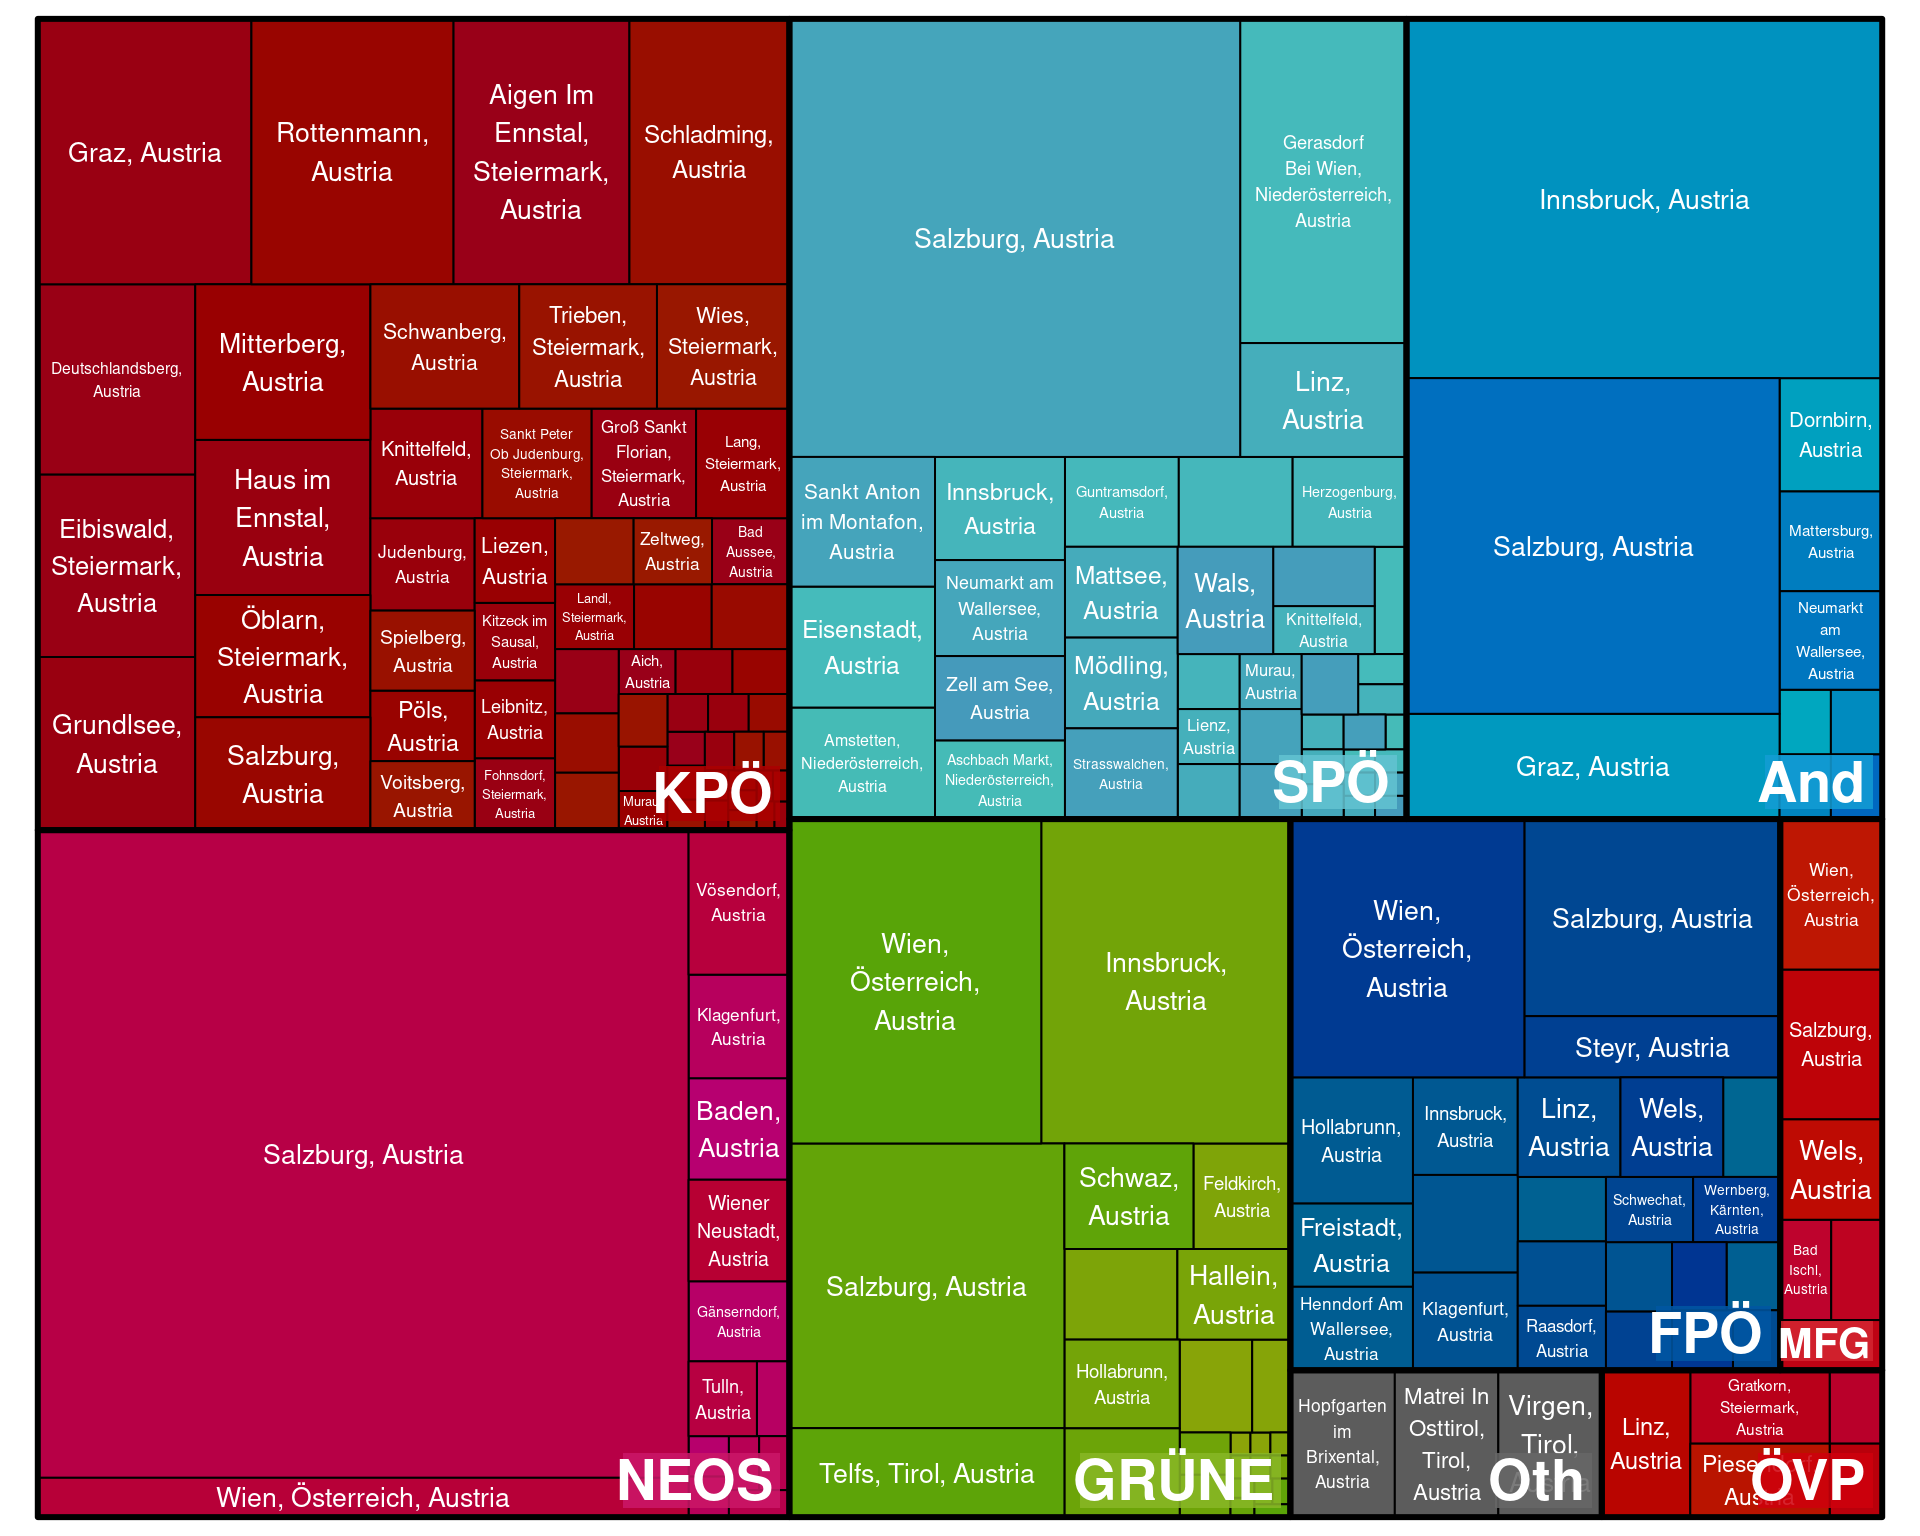 Graz, Austria
Rottenmann,
Austria
Aigen Im
Ennstal,
Steiermark,
Austria
Schladming,
Austria
Deutschlandsberg,
Austria
Mitterberg,
Austria
Schwanberg,
Austria
Trieben,
Steiermark,
Austria
Wies,
Steiermark,
Austria
Eibiswald,
Steiermark,
Austria
Haus im
Ennstal,
Austria
Knittelfeld,
Austria
Sankt Peter
Ob Judenburg,
Steiermark,
Austria
Groß Sankt
Florian,
Steiermark,
Austria
Lang,
Steiermark,
Austria
Grundlsee,
Austria
Öblarn,
Steiermark,
Austria
Salzburg,
Austria
Judenburg,
Austria
Liezen,
Austria
Zeltweg,
Austria
Bad
Aussee,
Austria
Spielberg,
Austria
Kitzeck im
Sausal,
Austria
Landl,
Steiermark,
Austria
Aich,
Austria
Pöls,
Austria
Leibnitz,
Austria
Voitsberg,
Austria
Fohnsdorf,
Steiermark,
Austria
Murau,
Austria
KPÖ
Salzburg, Austria
Gerasdorf
Bei Wien,
Niederösterreich,
Austria
Linz,
Austria
Sankt Anton
im Montafon,
Austria
Innsbruck,
Austria
Guntramsdorf,
Austria
Herzogenburg,
Austria
Eisenstadt,
Austria
Neumarkt am
Wallersee,
Austria
Mattsee,
Austria
Wals,
Austria
Knittelfeld,
Austria
Zell am See,
Austria
Mödling,
Austria
Murau,
Austria
Lienz,
Austria
Amstetten,
Niederösterreich,
Austria
Aschbach Markt,
Niederösterreich,
Austria
Strasswalchen,
Austria
SPÖ
Innsbruck, Austria
Salzburg, Austria
Dornbirn,
Austria
Mattersburg,
Austria
Neumarkt
am
Wallersee,
Austria
Graz, Austria
And
Salzburg, Austria
Vösendorf,
Austria
Klagenfurt,
Austria
Baden,
Austria
Wiener
Neustadt,
Austria
Gänserndorf,
Austria
Tulln,
Austria
Wien, Österreich, Austria
NEOS
Wien,
Österreich,
Austria
Innsbruck,
Austria
Salzburg, Austria
Schwaz,
Austria
Feldkirch,
Austria
Hallein,
Austria
Hollabrunn,
Austria
Telfs, Tirol, Austria
GRÜNE
Wien,
Österreich,
Austria
Salzburg, Austria
Steyr, Austria
Hollabrunn,
Austria
Innsbruck,
Austria
Linz,
Austria
Wels,
Austria
Freistadt,
Austria
Schwechat,
Austria
Wernberg,
Kärnten,
Austria
Henndorf Am
Wallersee,
Austria
Klagenfurt,
Austria
Raasdorf,
Austria
FPÖ
Wien,
Österreich,
Austria
Salzburg,
Austria
Wels,
Austria
Bad
Ischl,
Austria
MFG
Hopfgarten
im
Brixental,
Austria
Matrei In
Osttirol,
Tirol,
Austria
Virgen,
Tirol,
Austria
Oth
Linz,
Austria
Gratkorn,
Steiermark,
Austria
ÖVP